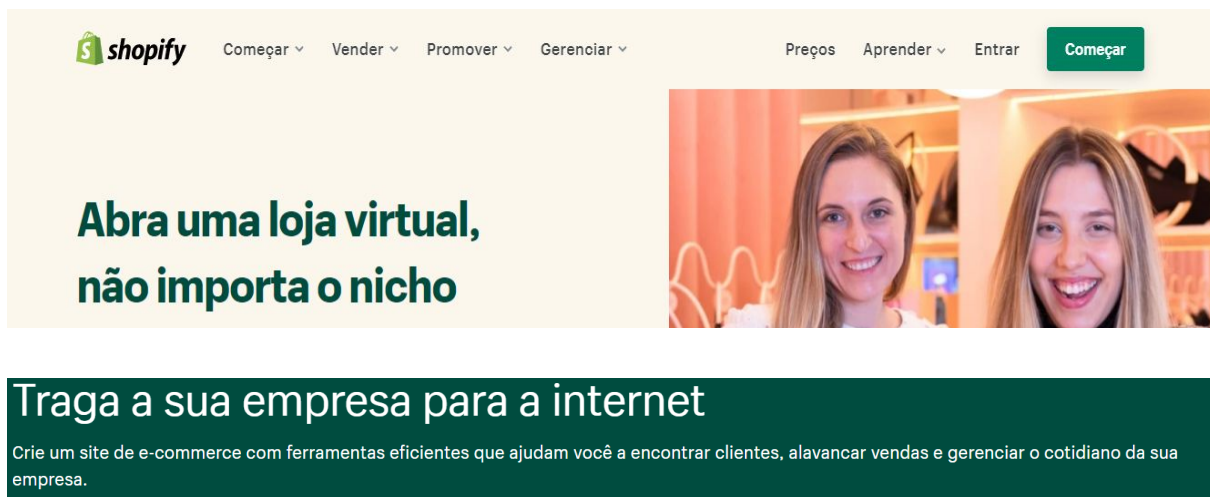 shopify Começar Vender Promover Gerenciar Preços Aprender Entrar Começar
Abra uma loja virtual,
não importa o nicho
Traga a sua empresa para a internet
Crie um site de e-commerce com ferramentas eficientes que ajudam você a encontrar clientes, alavancar vendas e gerenciar o cotidiano da sua
empresa.